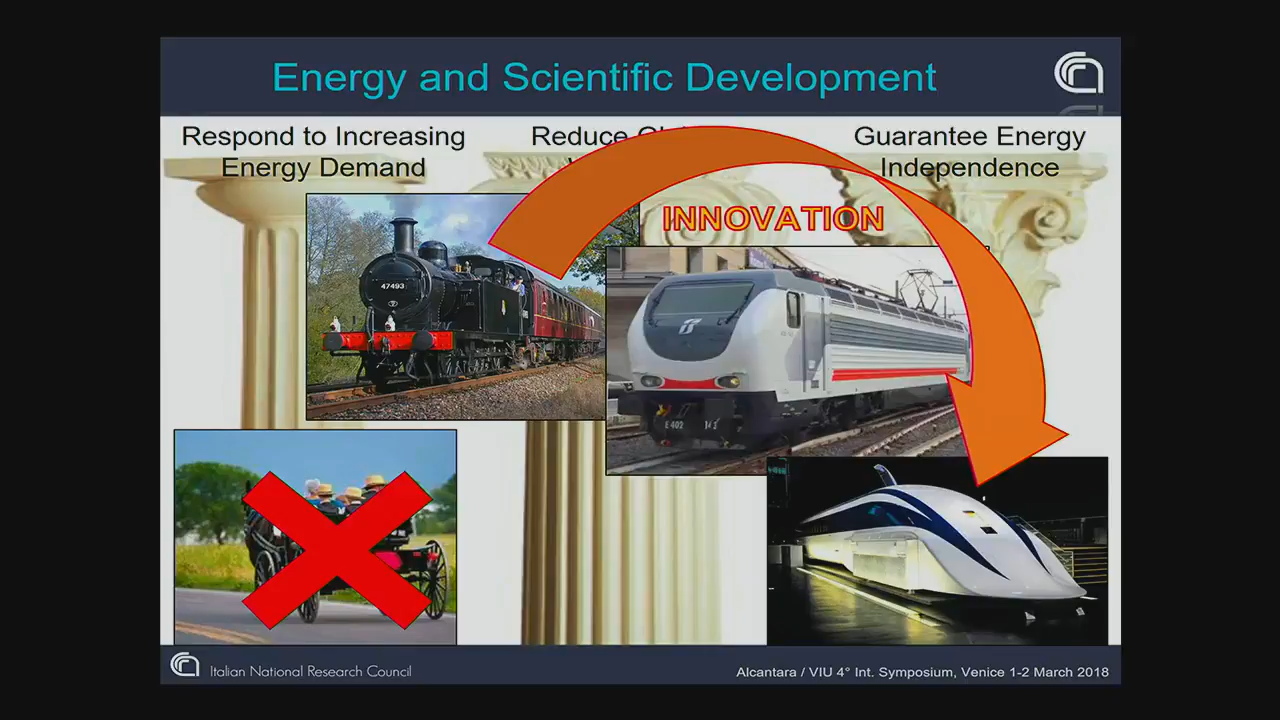 Energy and Scientific Development
Respond to Increasing
Energy Demand
Reduce
Guarantee Energy
Independence
INNOVATION
47493
E 402
Italian National Research Council
Alcantara / VIU 4° Int. Symposium, Venice 1-2 March 2018